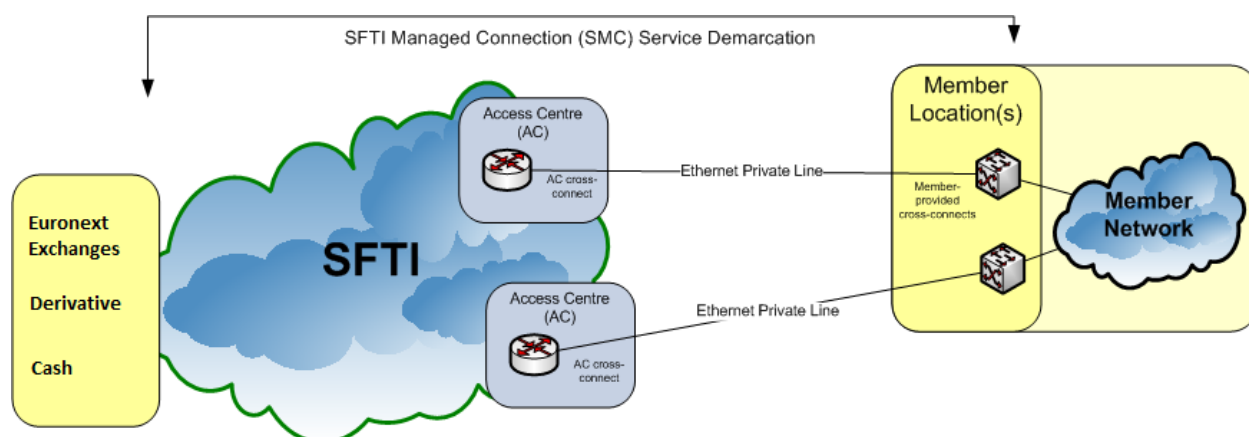 SFTI Managed Connection (SMC) Service Demarcation
Euronext
Exchanges
Derivative
Cash
SFTI
Access Centre
(AC)
AC cross-
connect
Ethernet Private Line
Access Centre
(AC)
AC cross-
connect
Ethernet Private Line
Member
Location(s)
Member-
provided
cross-connects
Member
Network